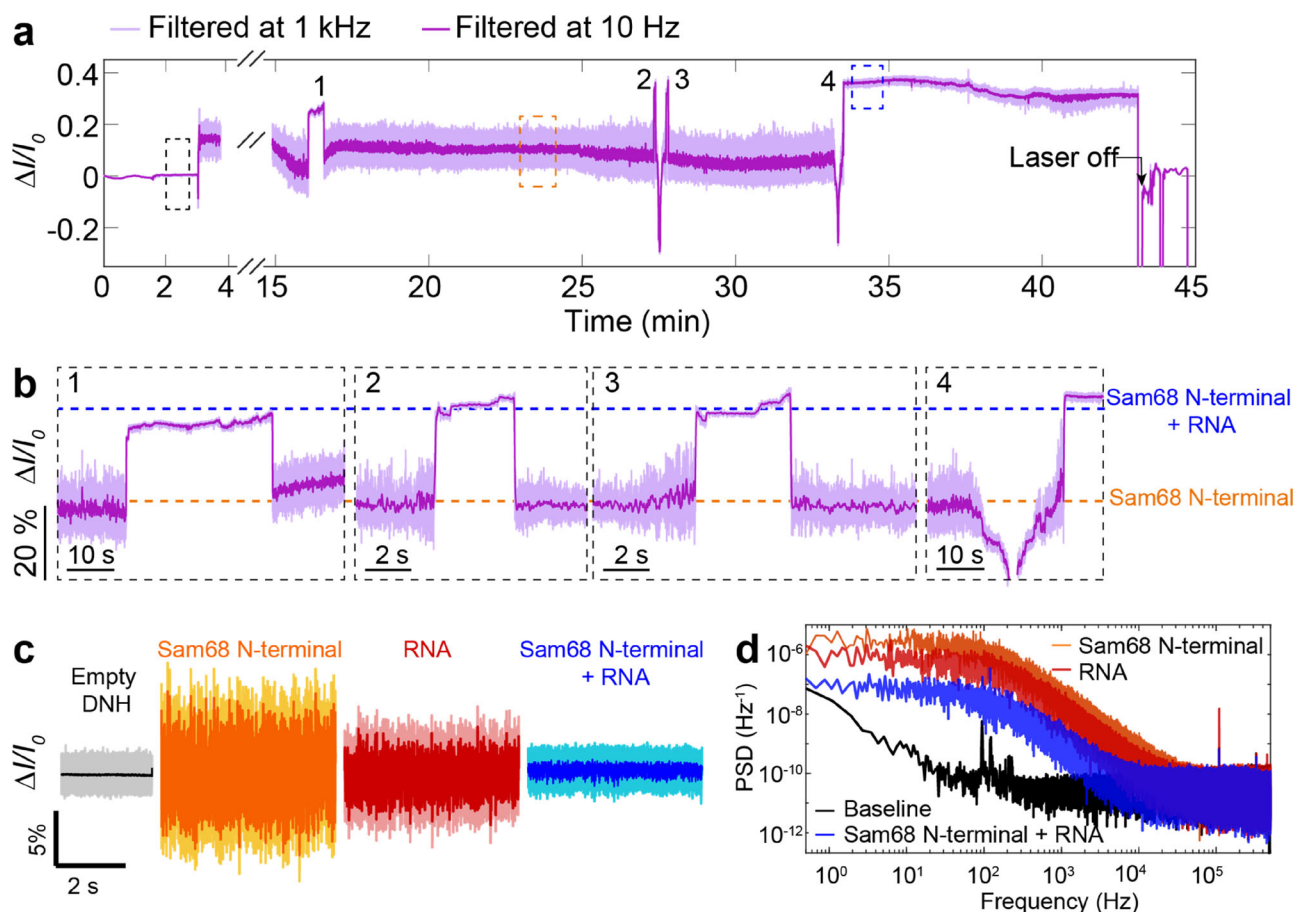 a
Filtered at 1 kHz
Filtered at 10 Hz
0.4
0.2
0
-0.2
ΔI/I0
1
2
3
4
Laser off
0
2
4
15
20
25
30
35
40
45
Time (min)
b
ΔI/I0
20 %
1
10 s
2
2 s
3
2 s
4
10 s
Sam68 N-terminal
+ RNA
Sam68 N-terminal
c
Empty
DNH
Sam68 N-terminal
RNA
Sam68 N-terminal
+ RNA
ΔI/I0
5%
2 s
d
Sam68 N-terminal
RNA
PSD (Hz⁻¹)
10⁻⁶
10⁻⁸
10⁻¹⁰
10⁻¹²
Baseline
Sam68 N-terminal + RNA
10⁰
10¹
10²
10³
10⁴
10⁵
Frequency (Hz)